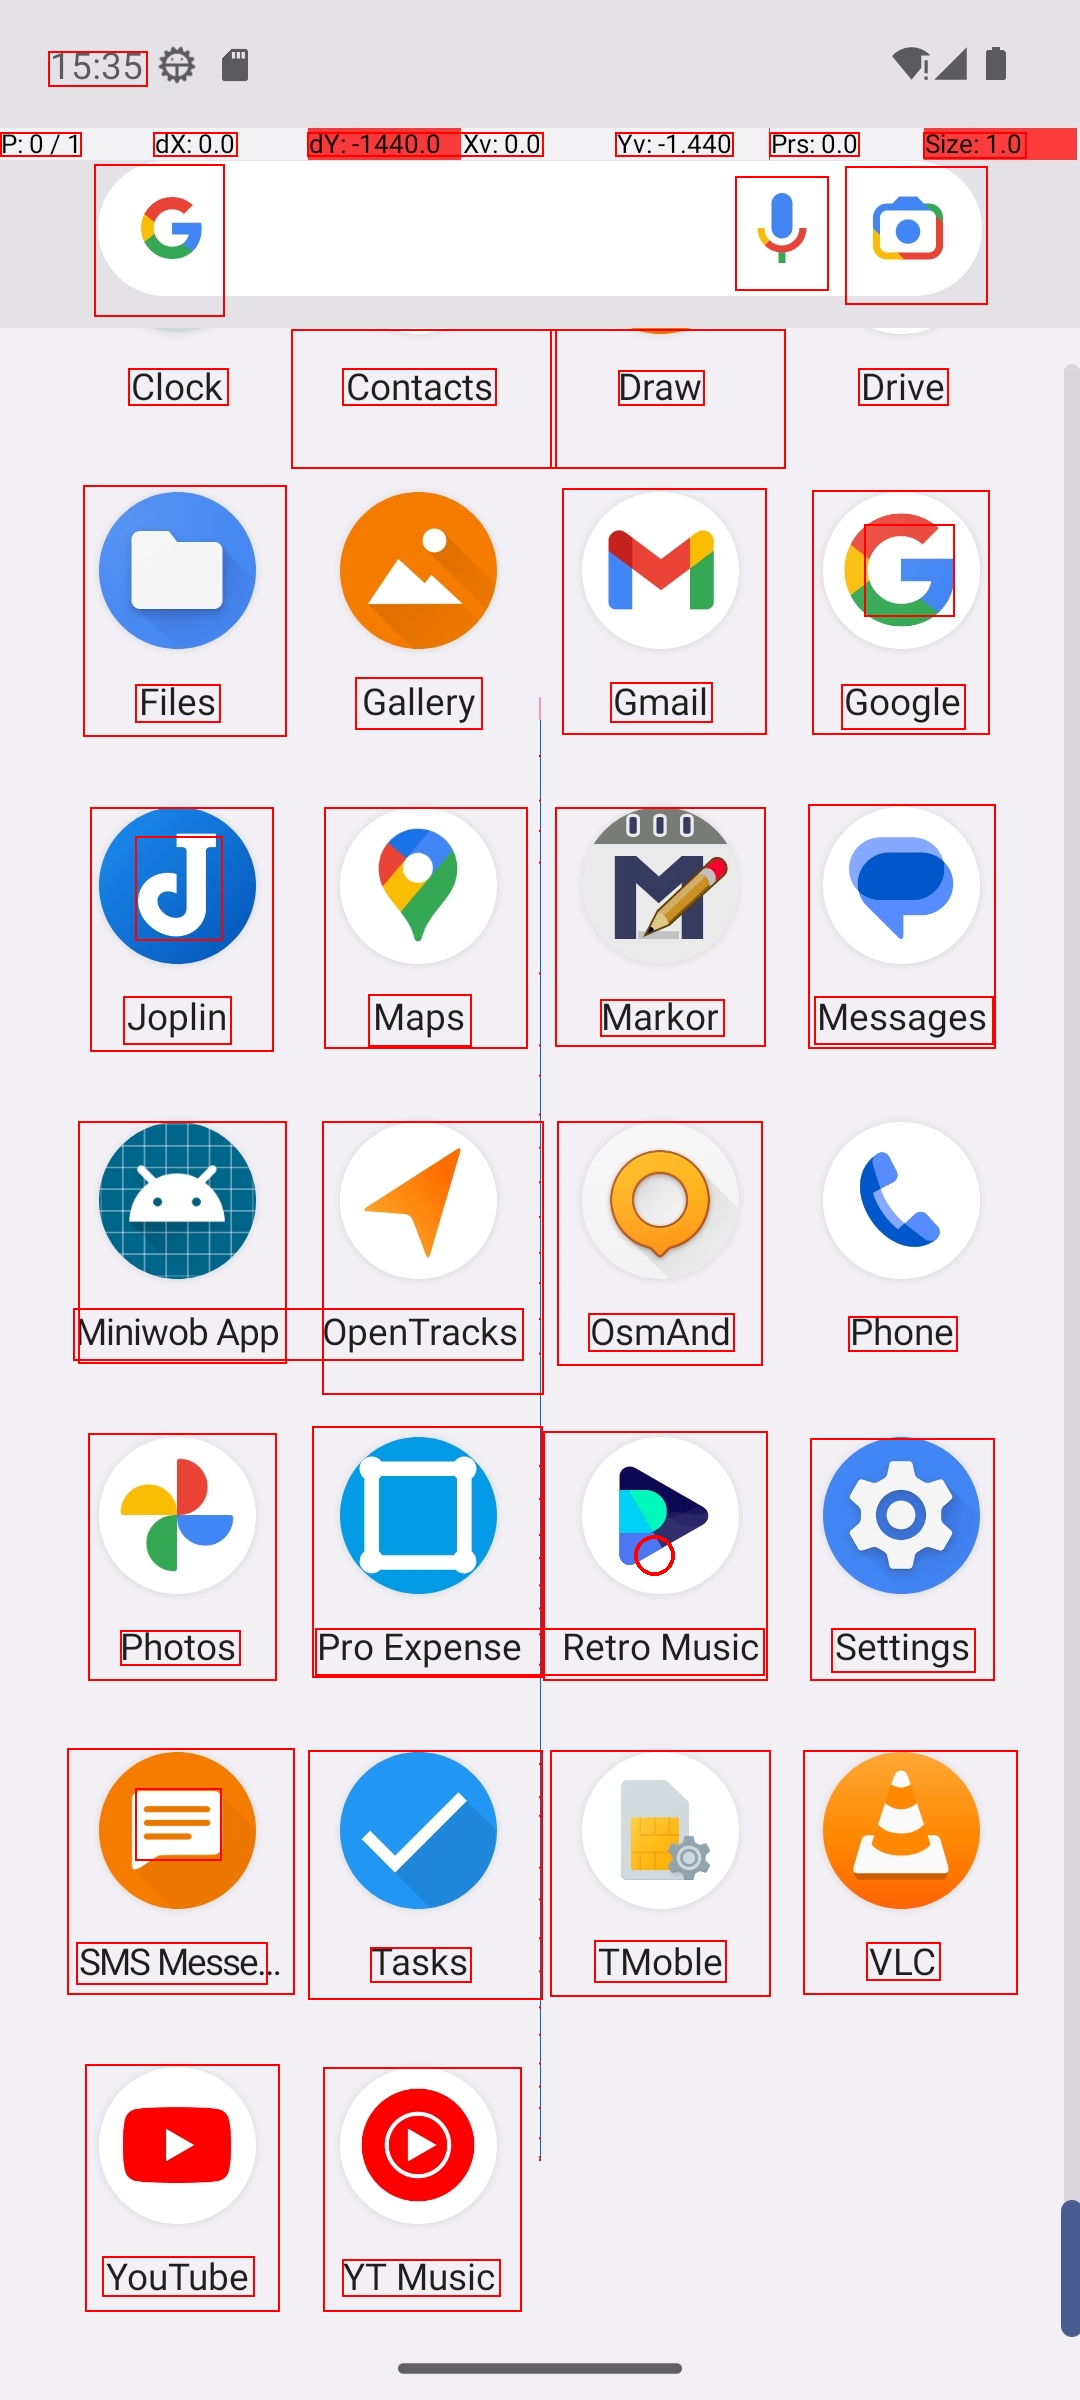 15:35
P: 0 / 1 dX: 0.0 dY: -1440.0 Xv: 0.0 Yv: -1.440 Prs: 0.0 Size: 1.0
Clock Contacts Draw Drive
Files Gallery Gmail Google
Joplin Maps Markor Messages
Miniwob App OpenTracks OsmAnd Phone
Photos Pro Expense Retro Music Settings
SMS Messe... Tasks TMoble VLC
YouTube YT Music